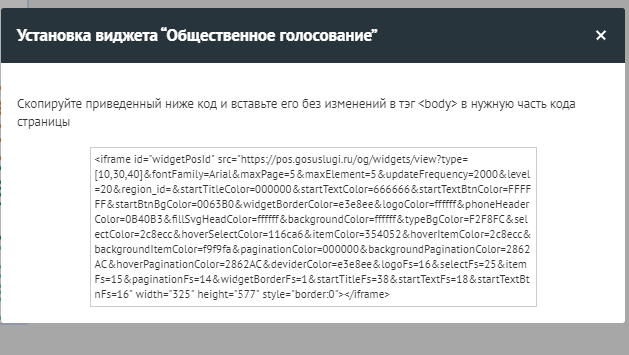 Установка виджета “Общественное голосование”
×
Скопируйте приведенный ниже код и вставьте его без изменений в тэг <body> в нужную часть кода
страницы
<iframe id="widgetPosId" src="https://pos.gosuslugi.ru/og/widgets/view?type=
[10,30,40]&fontFamily=Arial&maxPage=5&maxElement=5&updateFrequency=2000&level
=20&region_id=&startTitleColor=000000&startTextColor=666666&startTextBtnColor=FFFF
FF&startBtnBgColor=0063B0&widgetBorderColor=e3e8ee&logoColor=ffffff&phoneHeader
Color=0B40B3&fillSvgHeadColor=ffffff&backgroundColor=ffffff&typeBgColor=F2F8FC&sel
ectColor=2c8ecc&hoverSelectColor=116ca6&itemColor=354052&hoverItemColor=2c8ecc&
backgroundItemColor=f9f9fa&paginationColor=000000&backgroundPaginationColor=2862
AC&hoverPaginationColor=2862AC&deviderColor=e3e8ee&logoFs=16&selectFs=25&item
Fs=15&paginationFs=14&widgetBorderFs=1&startTitleFs=38&startTextFs=18&startTextBt
nFs=16" width="325" height="577" style="border:0"></iframe>